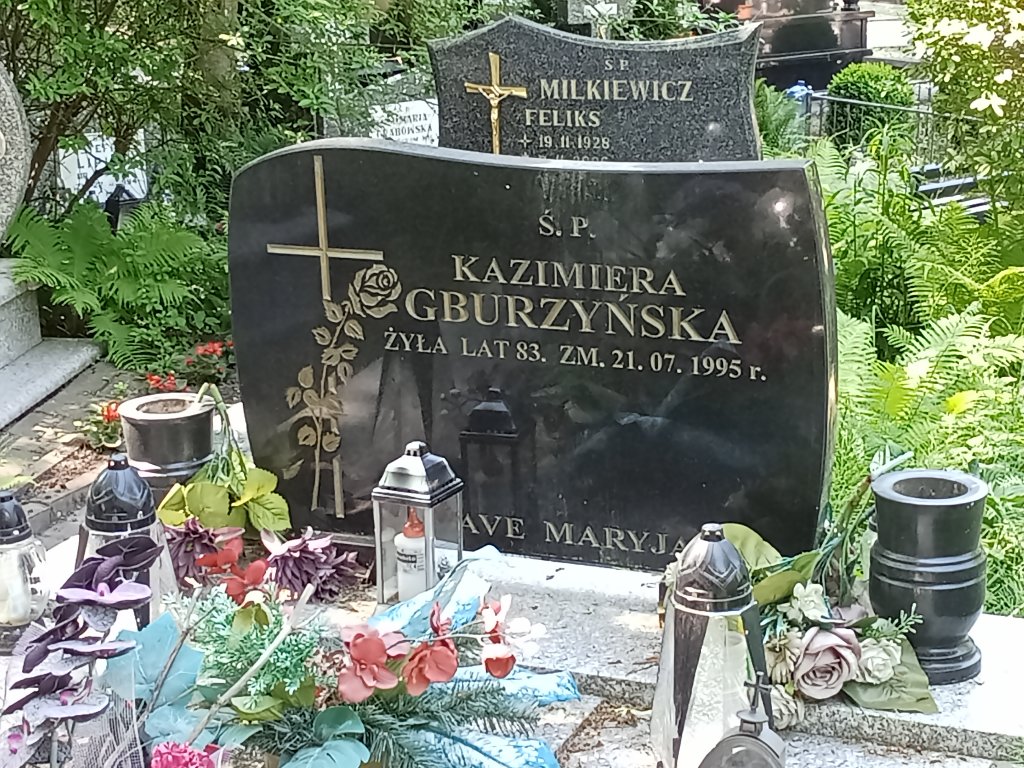 Ś. P.
MILKIEWICZ
FELIKS
+ 19.11.1928
Ś. P.
KAZIMIERA
GBURZYŃSKA
ŻYŁA LAT 83. ZM. 21. 07. 1995 r.
AVE MARYJA